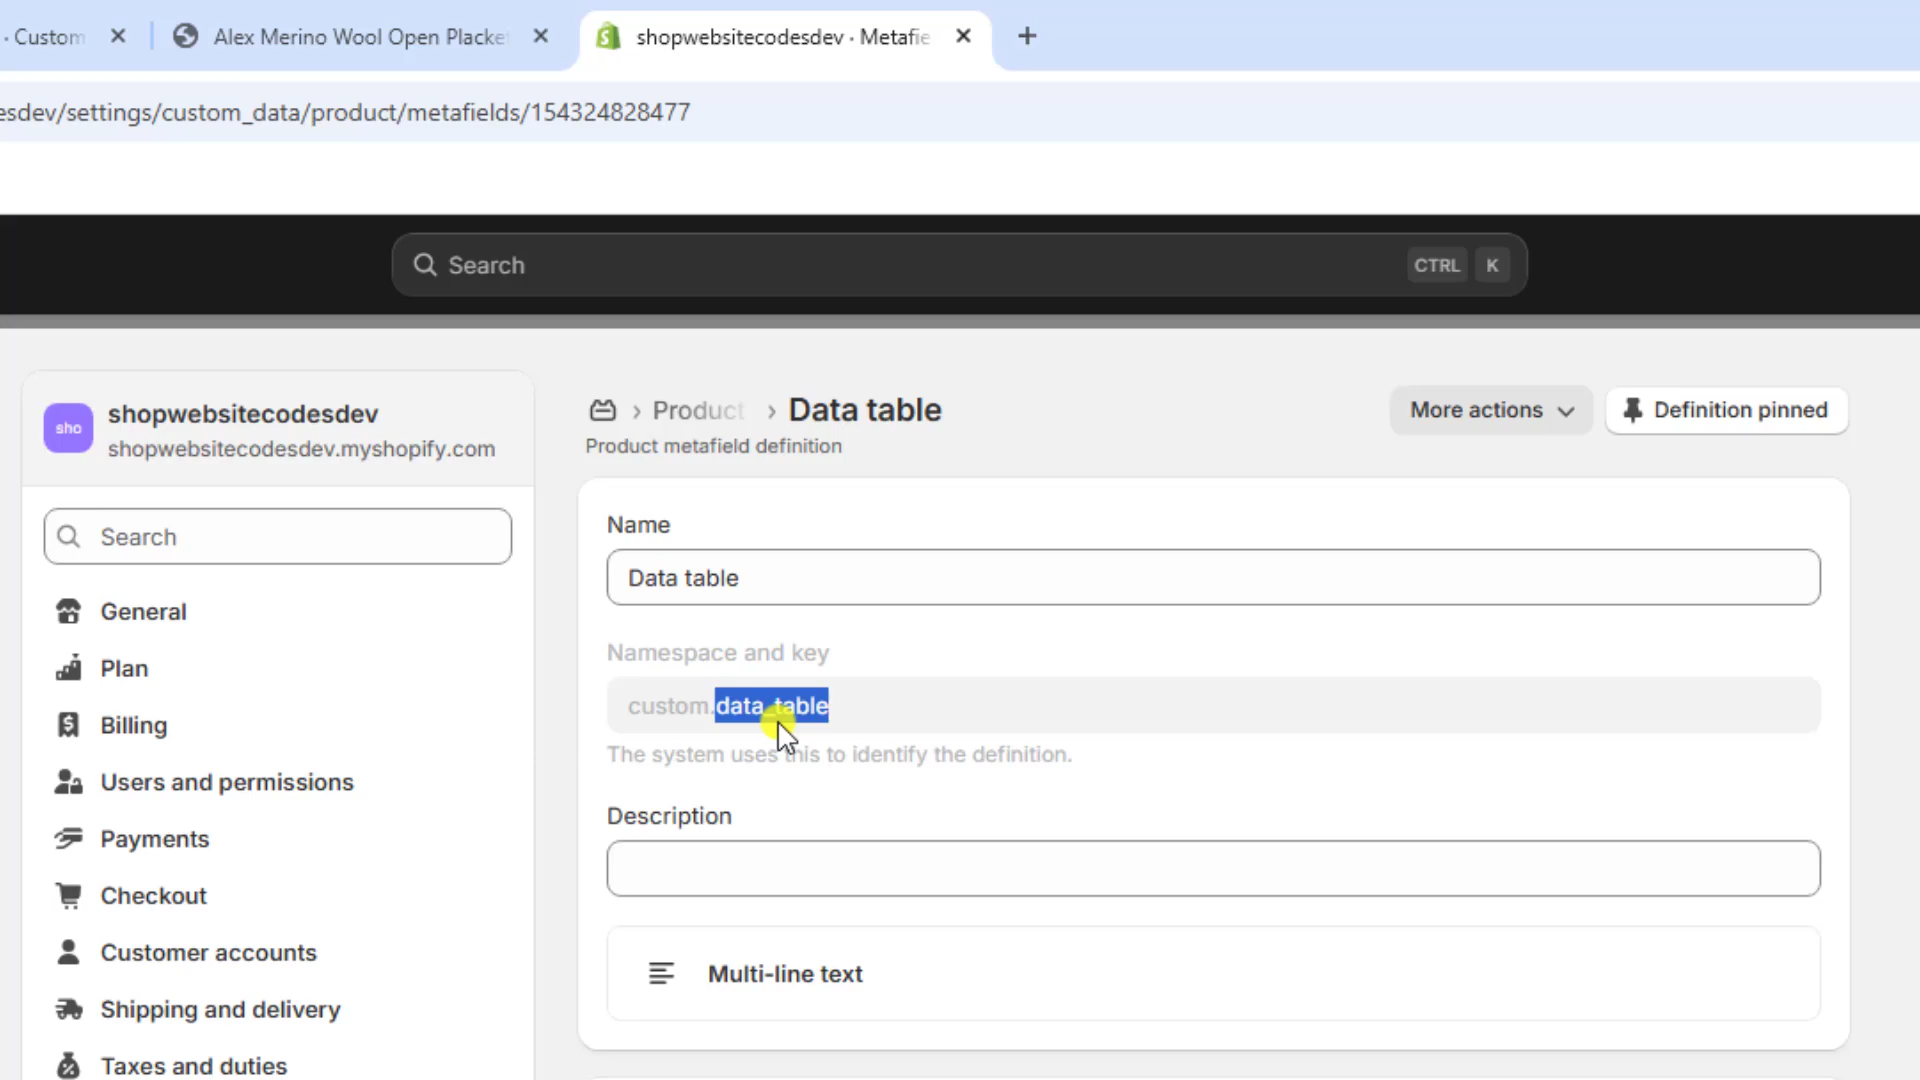 · Custom
Alex Merino Wool Open Placket
shopwebsitecodesdev · Metafie
esdev/settings/custom_data/product/metafields/154324828477
Search
CTRL K
sho
shopwebsitecodesdev
shopwebsitecodesdev.myshopify.com
Search
General
Plan
Billing
Users and permissions
Payments
Checkout
Customer accounts
Shipping and delivery
Taxes and duties
› Product › Data table
Product metafield definition
More actions
Definition pinned
Name
Data table
Namespace and key
custom.data_table
The system uses this to identify the definition.
Description
Multi-line text